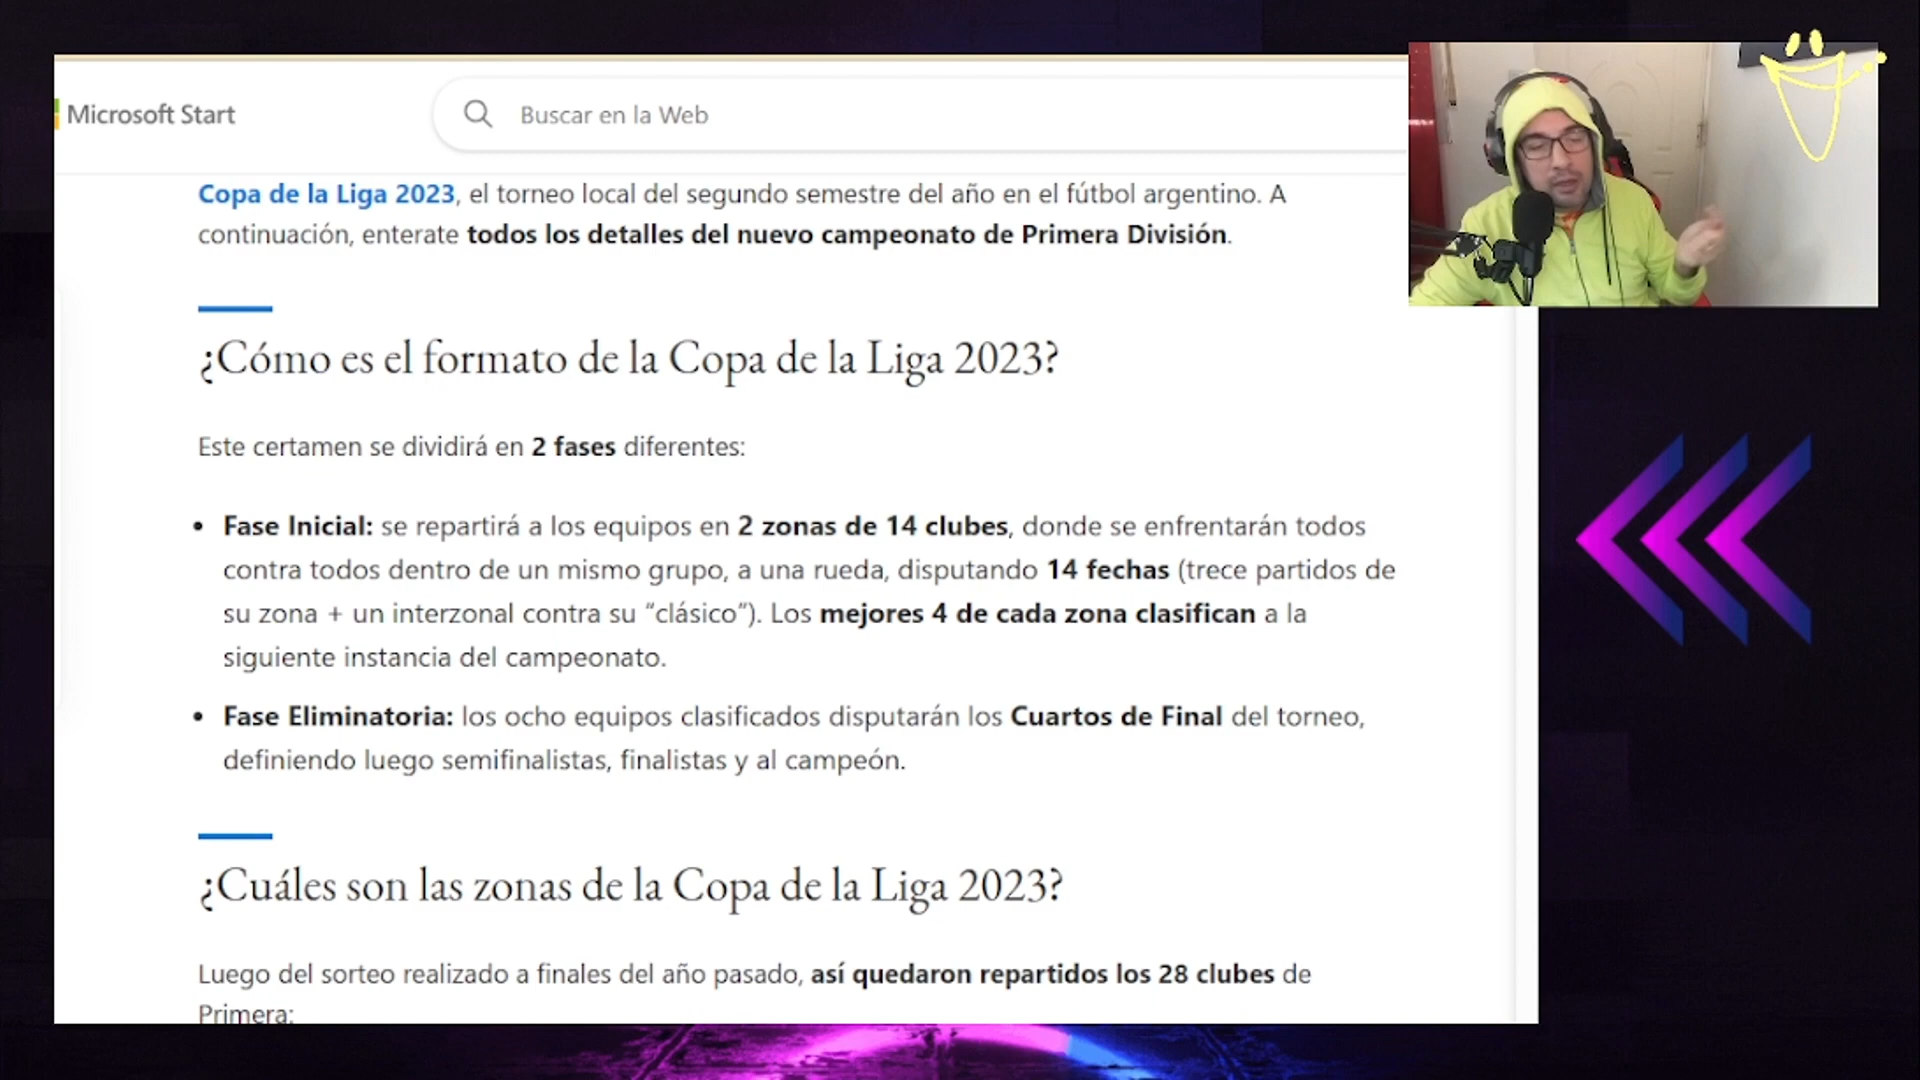 Microsoft Start
Buscar en la Web
Copa de la Liga 2023, el torneo local del segundo semestre del año en el fútbol argentino. A
continuación, enterate todos los detalles del nuevo campeonato de Primera División.
¿Cómo es el formato de la Copa de la Liga 2023?
Este certamen se dividirá en 2 fases diferentes:
• Fase Inicial: se repartirá a los equipos en 2 zonas de 14 clubes, donde se enfrentarán todos
contra todos dentro de un mismo grupo, a una rueda, disputando 14 fechas (trece partidos de
su zona + un interzonal contra su “clásico”). Los mejores 4 de cada zona clasifican a la
siguiente instancia del campeonato.
• Fase Eliminatoria: los ocho equipos clasificados disputarán los Cuartos de Final del torneo,
definiendo luego semifinalistas, finalistas y al campeón.
¿Cuáles son las zonas de la Copa de la Liga 2023?
Luego del sorteo realizado a finales del año pasado, así quedaron repartidos los 28 clubes de
Primera: